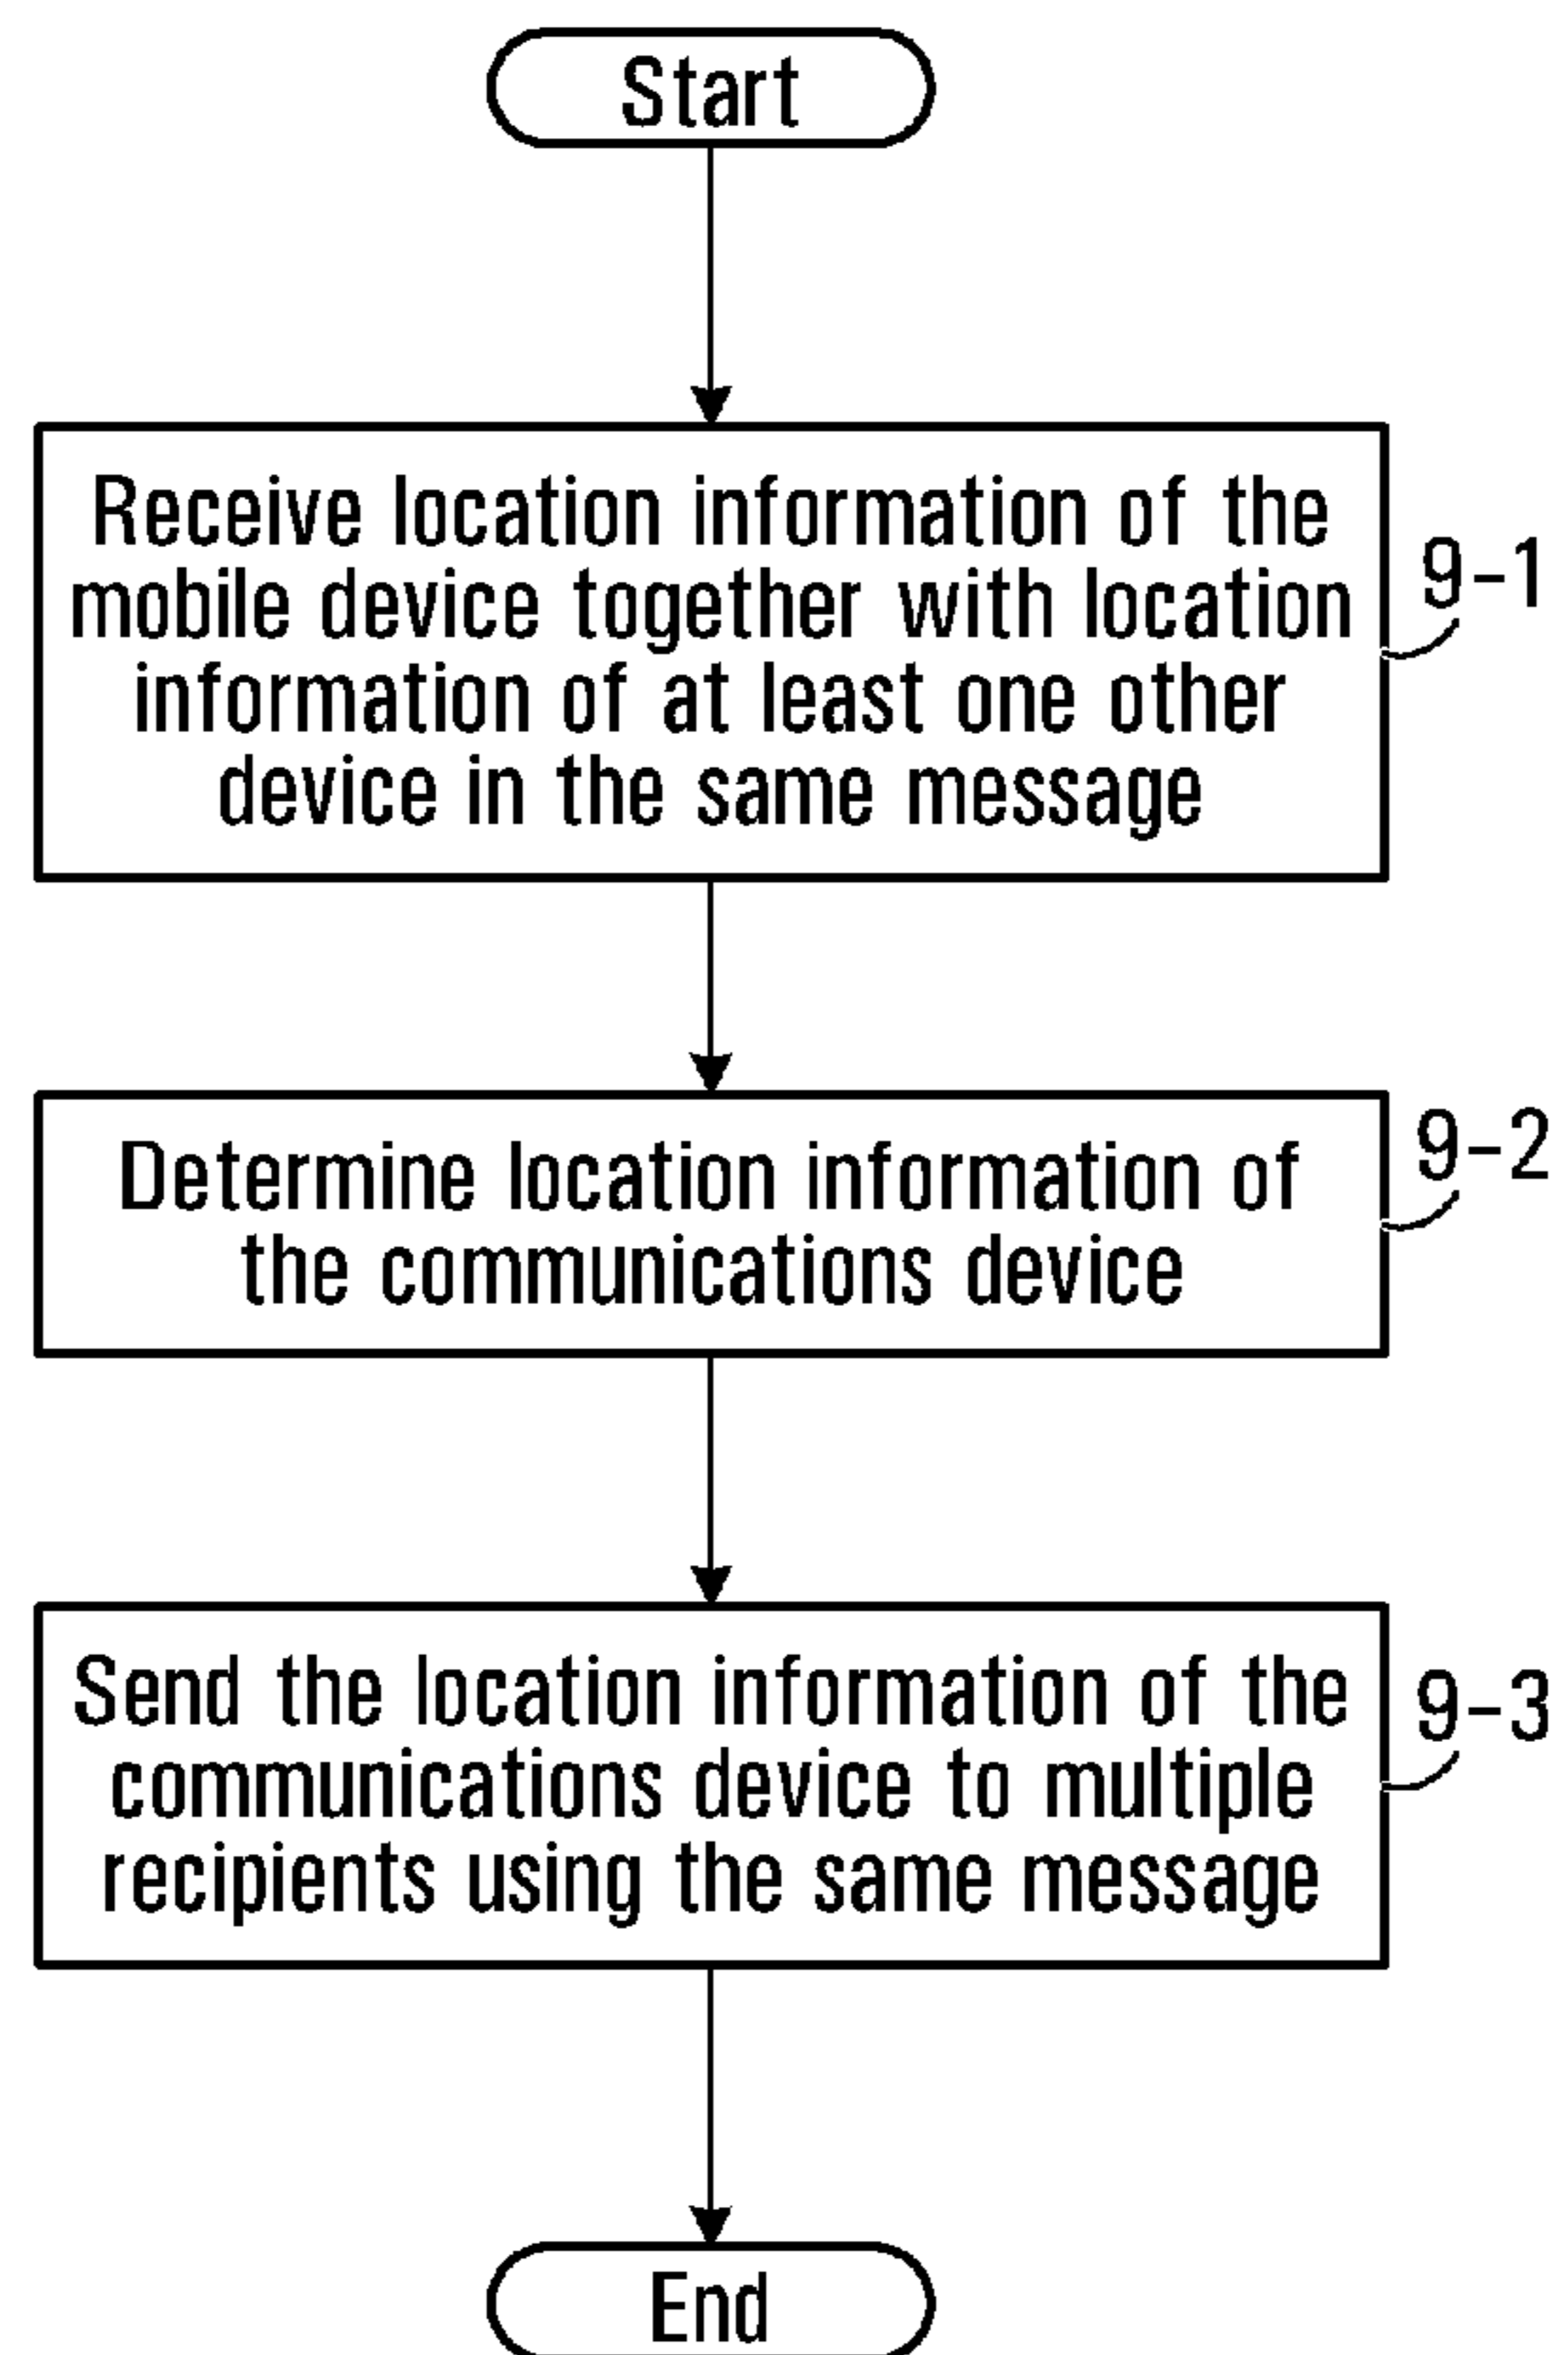 Start
Receive location information of the
mobile device together with location
information of at least one other
device in the same message
9-1
Determine location information of
the communications device
9-2
Send the location information of the
communications device to multiple
recipients using the same message
9-3
End